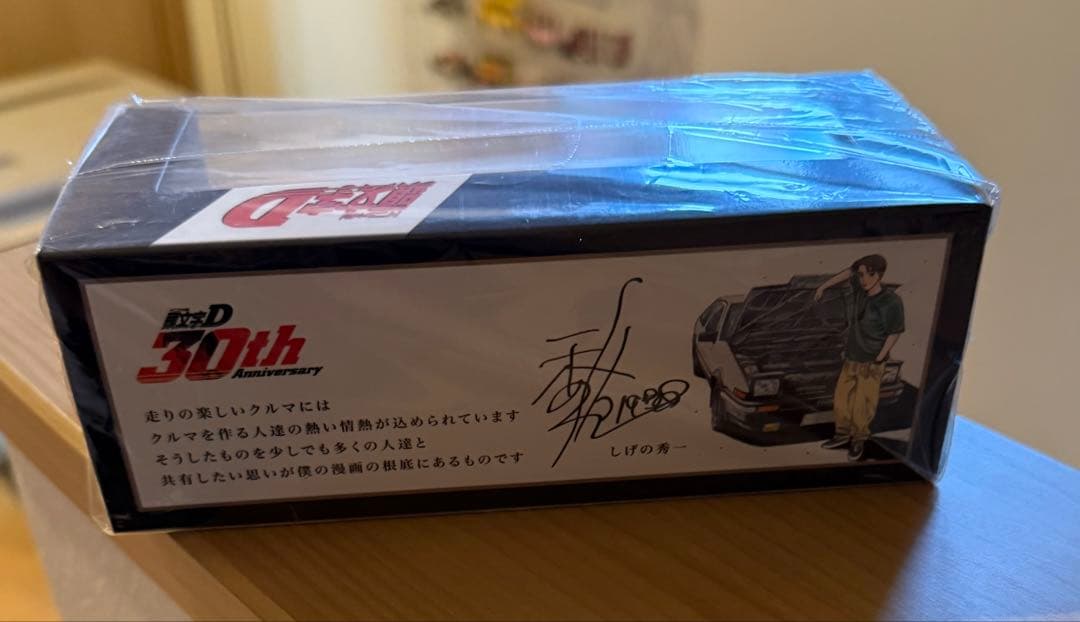 頭文字D
頭文字D
30th
Anniversary
走りの楽しいクルマには
クルマを作る人達の熱い情熱が込められています
そうしたものを少しでも多くの人達と
共有したい思いが僕の漫画の根底にあるものです
しげの秀一